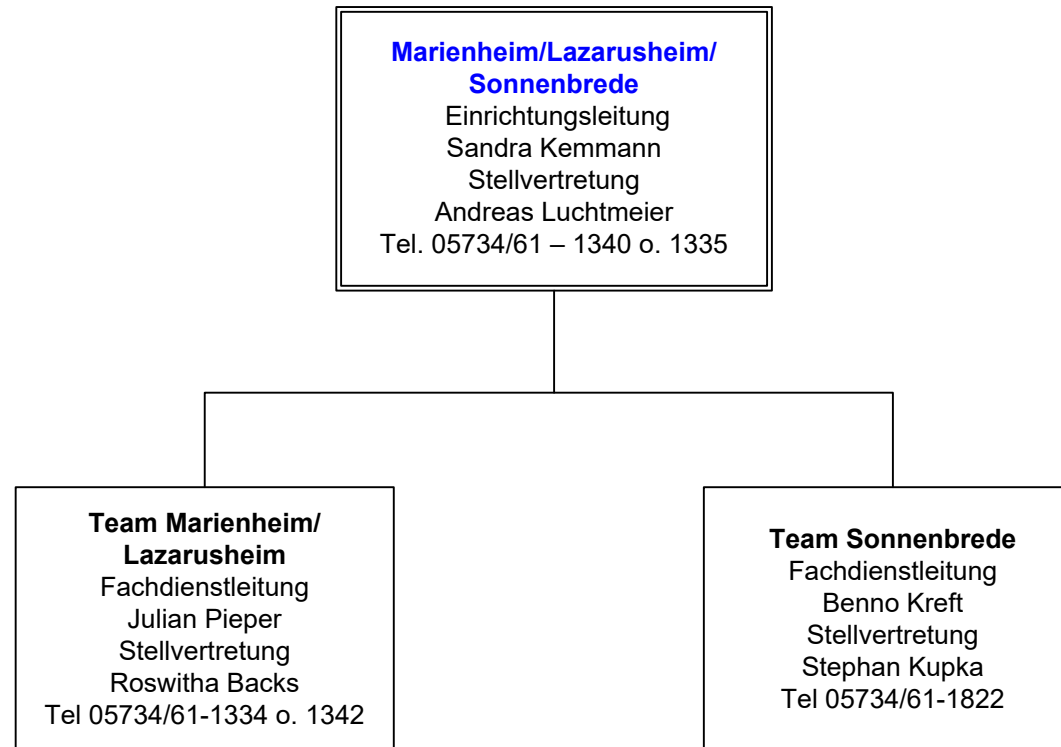 Marienheim/Lazarusheim/
Sonnenbrede
Einrichtungsleitung
Sandra Kemmann
Stellvertretung
Andreas Luchtmeier
Tel. 05734/61 – 1340 o. 1335
Team Marienheim/
Lazarusheim
Fachdienstleitung
Julian Pieper
Stellvertretung
Roswitha Backs
Tel 05734/61-1334 o. 1342
Team Sonnenbrede
Fachdienstleitung
Benno Kreft
Stellvertretung
Stephan Kupka
Tel 05734/61-1822